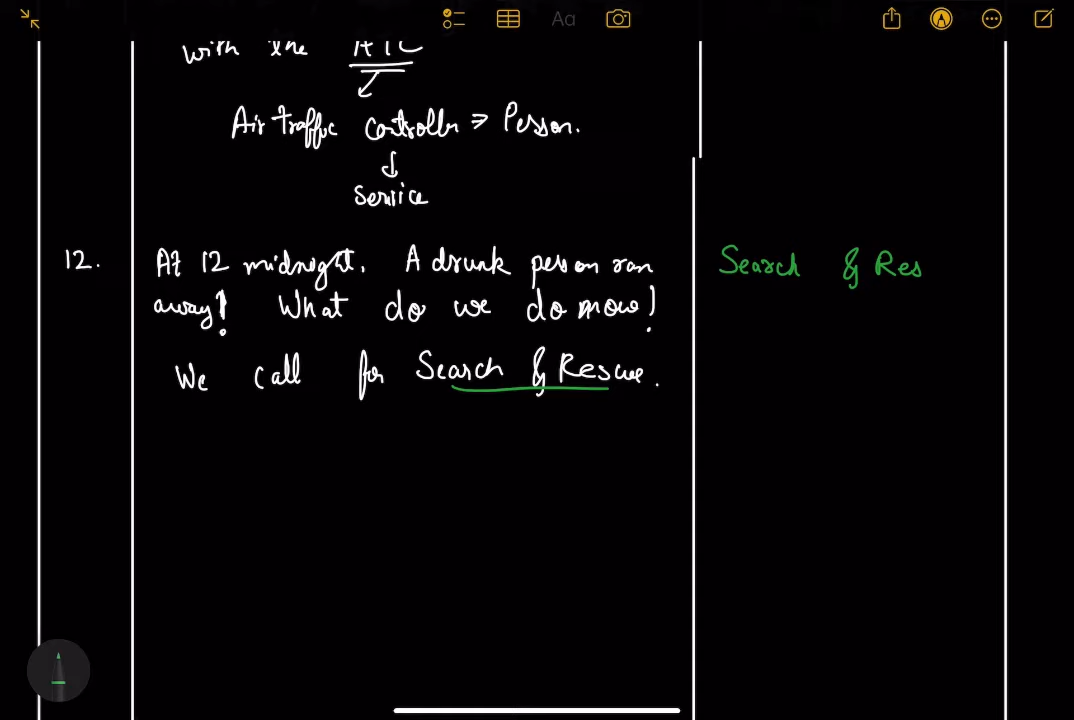 Aa
with the ATC
Air traffic controller ⇒ Person.
↓
Service
12. At 12 midnight. A drunk person ran
away! What do we do now!
We call for Search & Rescue.
Search & Res